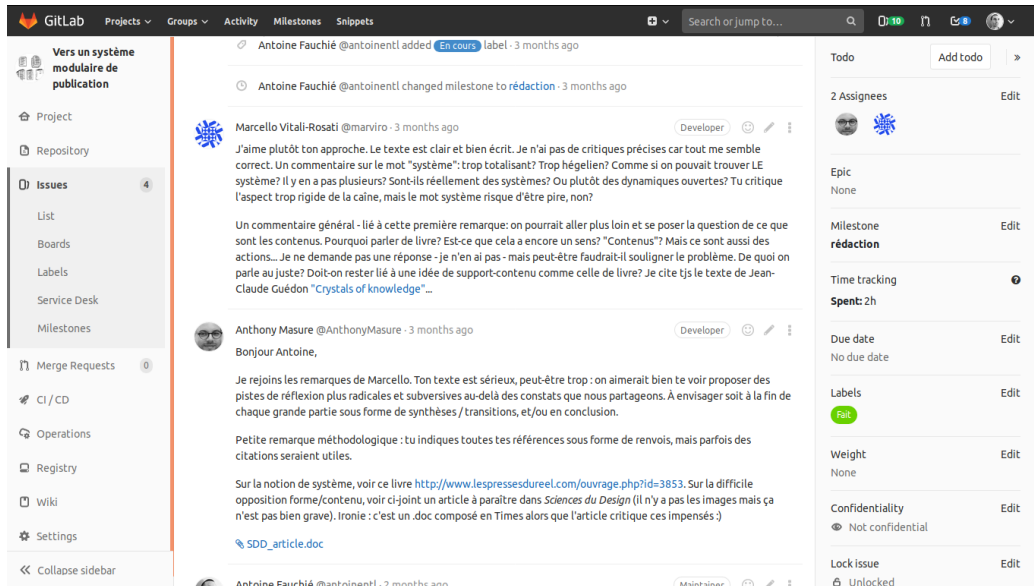 GitLab Projects Groups Activity Milestones Snippets Search or jump to... 10 8
Vers un système
modulaire de
publication
Project
Repository
Issues 4
List
Boards
Labels
Service Desk
Milestones
Merge Requests 0
CI / CD
Operations
Registry
Wiki
Settings
Collapse sidebar
Antoine Fauchié @antoinentl added En cours label · 3 months ago
Antoine Fauchié @antoinentl changed milestone to rédaction · 3 months ago
Marcello Vitali-Rosati @marviro · 3 months ago Developer
J'aime plutôt ton approche. Le texte est clair et bien écrit. Je n'ai pas de critiques précises car tout me semble
correct. Un commentaire sur le mot "système": trop totalisant? Trop hégelien? Comme si on pouvait trouver LE
système? Il y en a pas plusieurs? Sont-ils réellement des systèmes? Ou plutôt des dynamiques ouvertes? Tu critique
l'aspect trop rigide de la caîne, mais le mot système risque d'être pire, non?
Un commentaire général - lié à cette première remarque: on pourrait aller plus loin et se poser la question de ce que
sont les contenus. Pourquoi parler de livre? Est-ce que cela a encore un sens? "Contenus"? Mais ce sont aussi des
actions... Je ne demande pas une réponse - je n'en ai pas - mais peut-être faudrait-il souligner le problème. De quoi on
parle au juste? Doit-on rester lié à une idée de support-contenu comme celle de livre? Je cite tjs le texte de Jean-
Claude Guédon "Crystals of knowledge"...
Anthony Masure @AnthonyMasure · 3 months ago Developer
Bonjour Antoine,
Je rejoins les remarques de Marcello. Ton texte est sérieux, peut-être trop : on aimerait bien te voir proposer des
pistes de réflexion plus radicales et subversives au-delà des constats que nous partageons. À envisager soit à la fin de
chaque grande partie sous forme de synthèses / transitions, et/ou en conclusion.
Petite remarque méthodologique : tu indiques toutes tes références sous forme de renvois, mais parfois des
citations seraient utiles.
Sur la notion de système, voir ce livre http://www.lespressesdureel.com/ouvrage.php?id=3853. Sur la difficile
opposition forme/contenu, voir ci-joint un article à paraître dans Sciences du Design (il n'y a pas les images mais ça
n'est pas bien grave). Ironie : c'est un .doc composé en Times alors que l'article critique ces impensés :)
SDD_article.doc
Antoine Fauchié @antoinentl · 2 months ago Maintainer
Todo Add todo »
2 Assignees Edit
Epic
None
Milestone Edit
rédaction
Time tracking
Spent: 2h
Due date Edit
No due date
Labels Edit
Fait
Weight Edit
None
Confidentiality Edit
Not confidential
Lock issue Edit
Unlocked